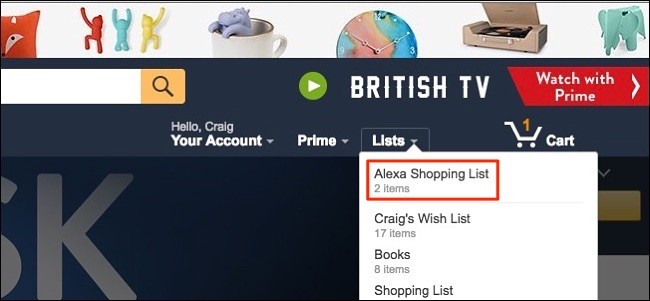 BRITISH TV
Watch with
Prime
Hello, Craig
Your Account
Prime
Lists
1
Cart
Alexa Shopping List
2 items
Craig's Wish List
17 items
Books
8 items
Shopping List
SK